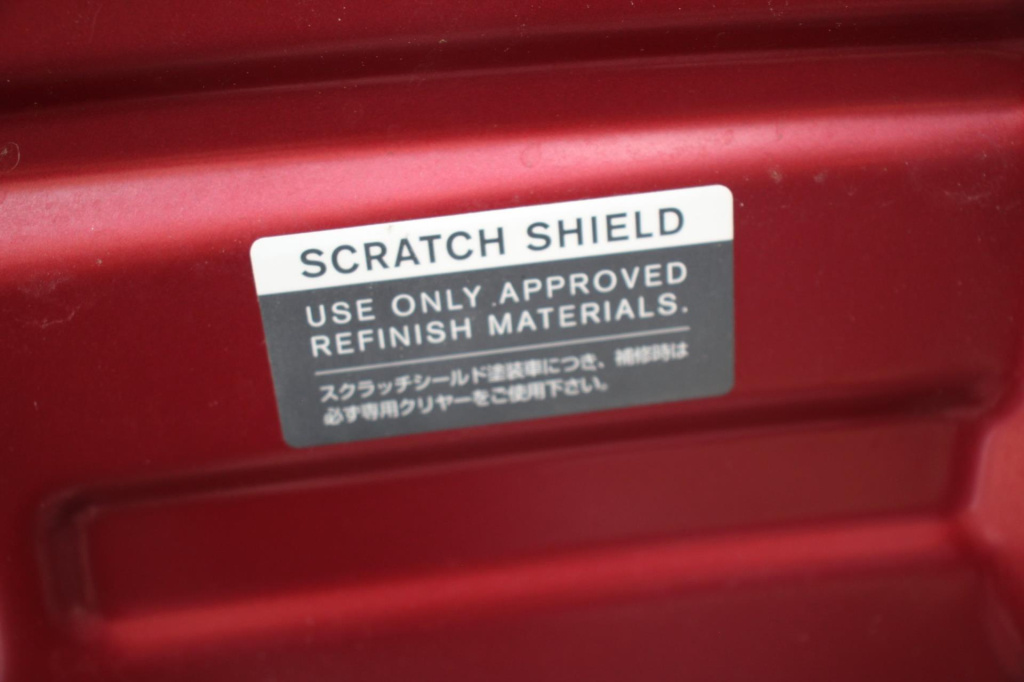 SCRATCH SHIELD
USE ONLY APPROVED
REFINISH MATERIALS.
スクラッチシールド塗装車につき、補修時は
必ず専用クリヤーをご使用下さい。